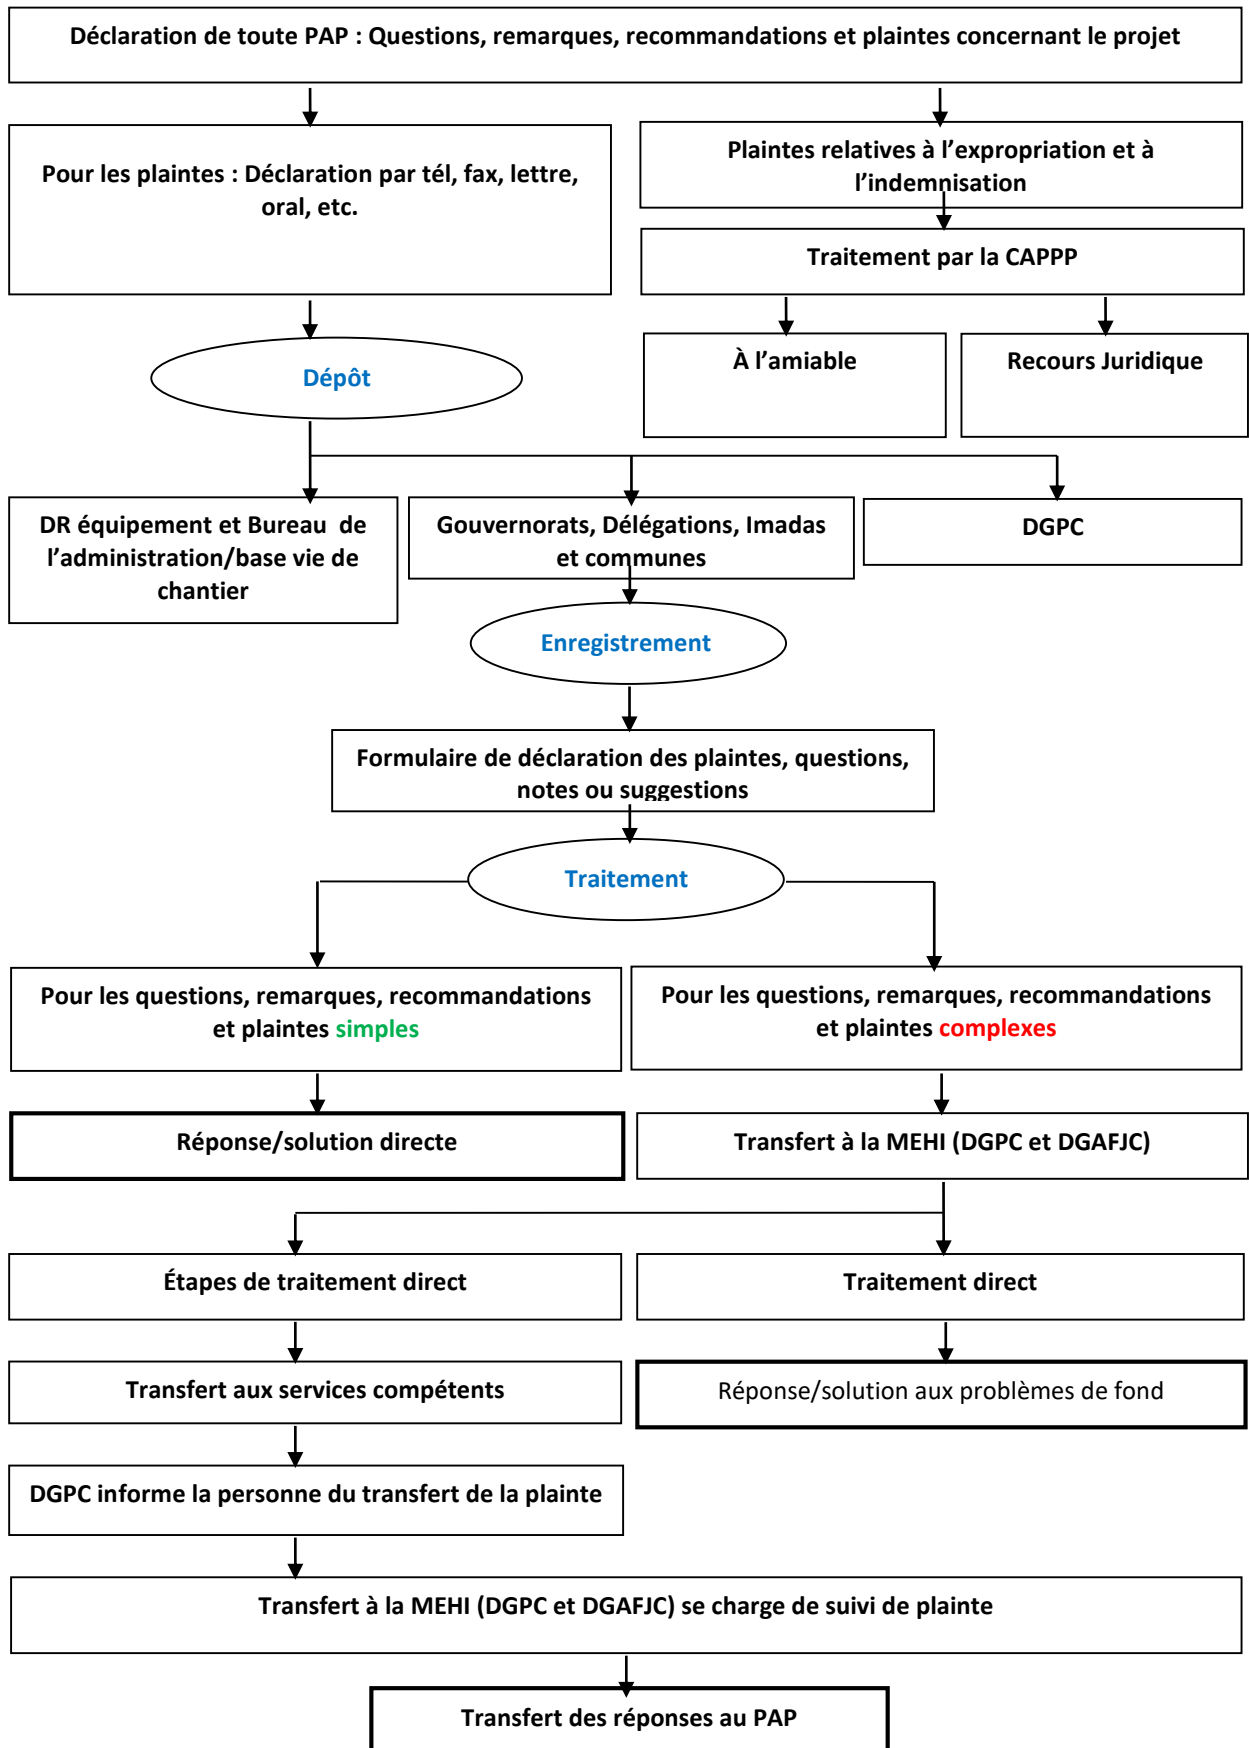 Déclaration de toute PAP : Questions, remarques, recommandations et plaintes concernant le projet
Pour les plaintes : Déclaration par tél, fax, lettre,
oral, etc.
Plaintes relatives à l’expropriation et à
l’indemnisation
Traitement par la CAPPP
À l’amiable
Recours Juridique
Dépôt
DR équipement et Bureau de
l’administration/base vie de
chantier
Gouvernorats, Délégations, Imadas
et communes
DGPC
Enregistrement
Formulaire de déclaration des plaintes, questions,
notes ou suggestions
Traitement
Pour les questions, remarques, recommandations
et plaintes simples
Pour les questions, remarques, recommandations
et plaintes complexes
Réponse/solution directe
Transfert à la MEHI (DGPC et DGAFJC)
Étapes de traitement direct
Traitement direct
Transfert aux services compétents
Réponse/solution aux problèmes de fond
DGPC informe la personne du transfert de la plainte
Transfert à la MEHI (DGPC et DGAFJC) se charge de suivi de plainte
Transfert des réponses au PAP